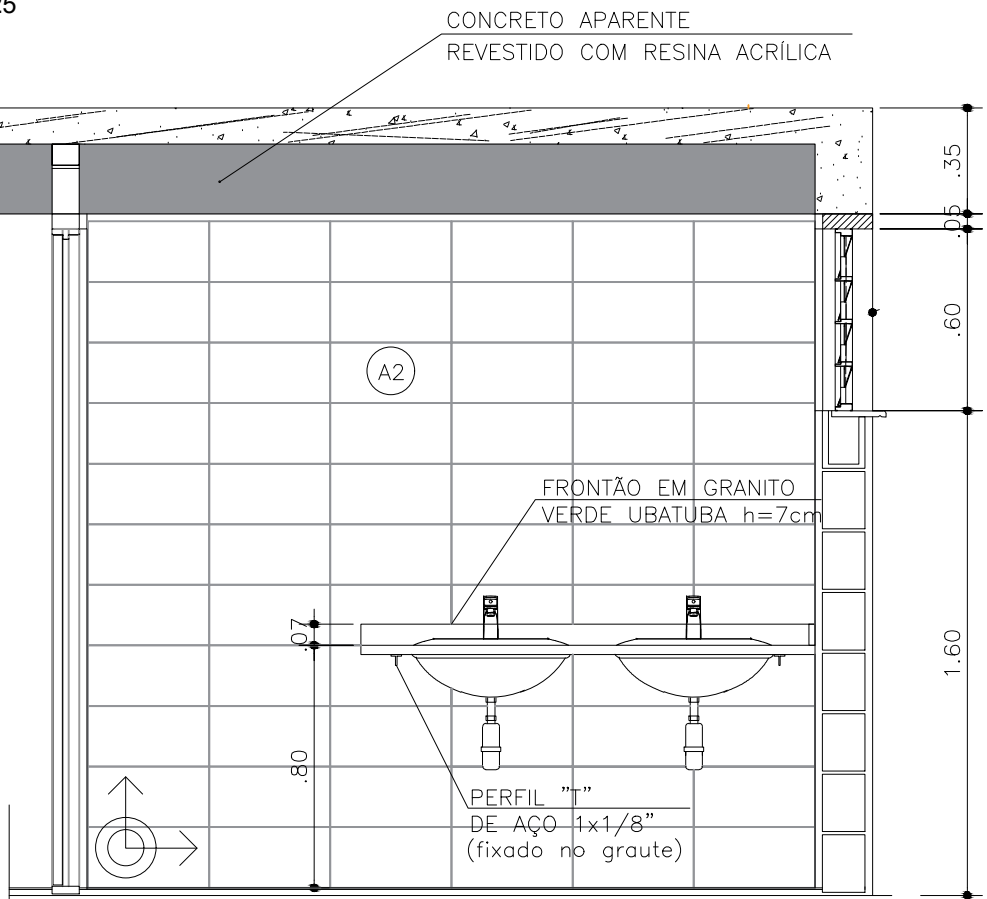 25
CONCRETO APARENTE
REVESTIDO COM RESINA ACRÍLICA
.35
.05
.60
A2
FRONTÃO EM GRANITO
VERDE UBATUBA h=7cm
.07
1.60
.80
PERFIL "T"
DE AÇO 1x1/8"
(fixado no graute)